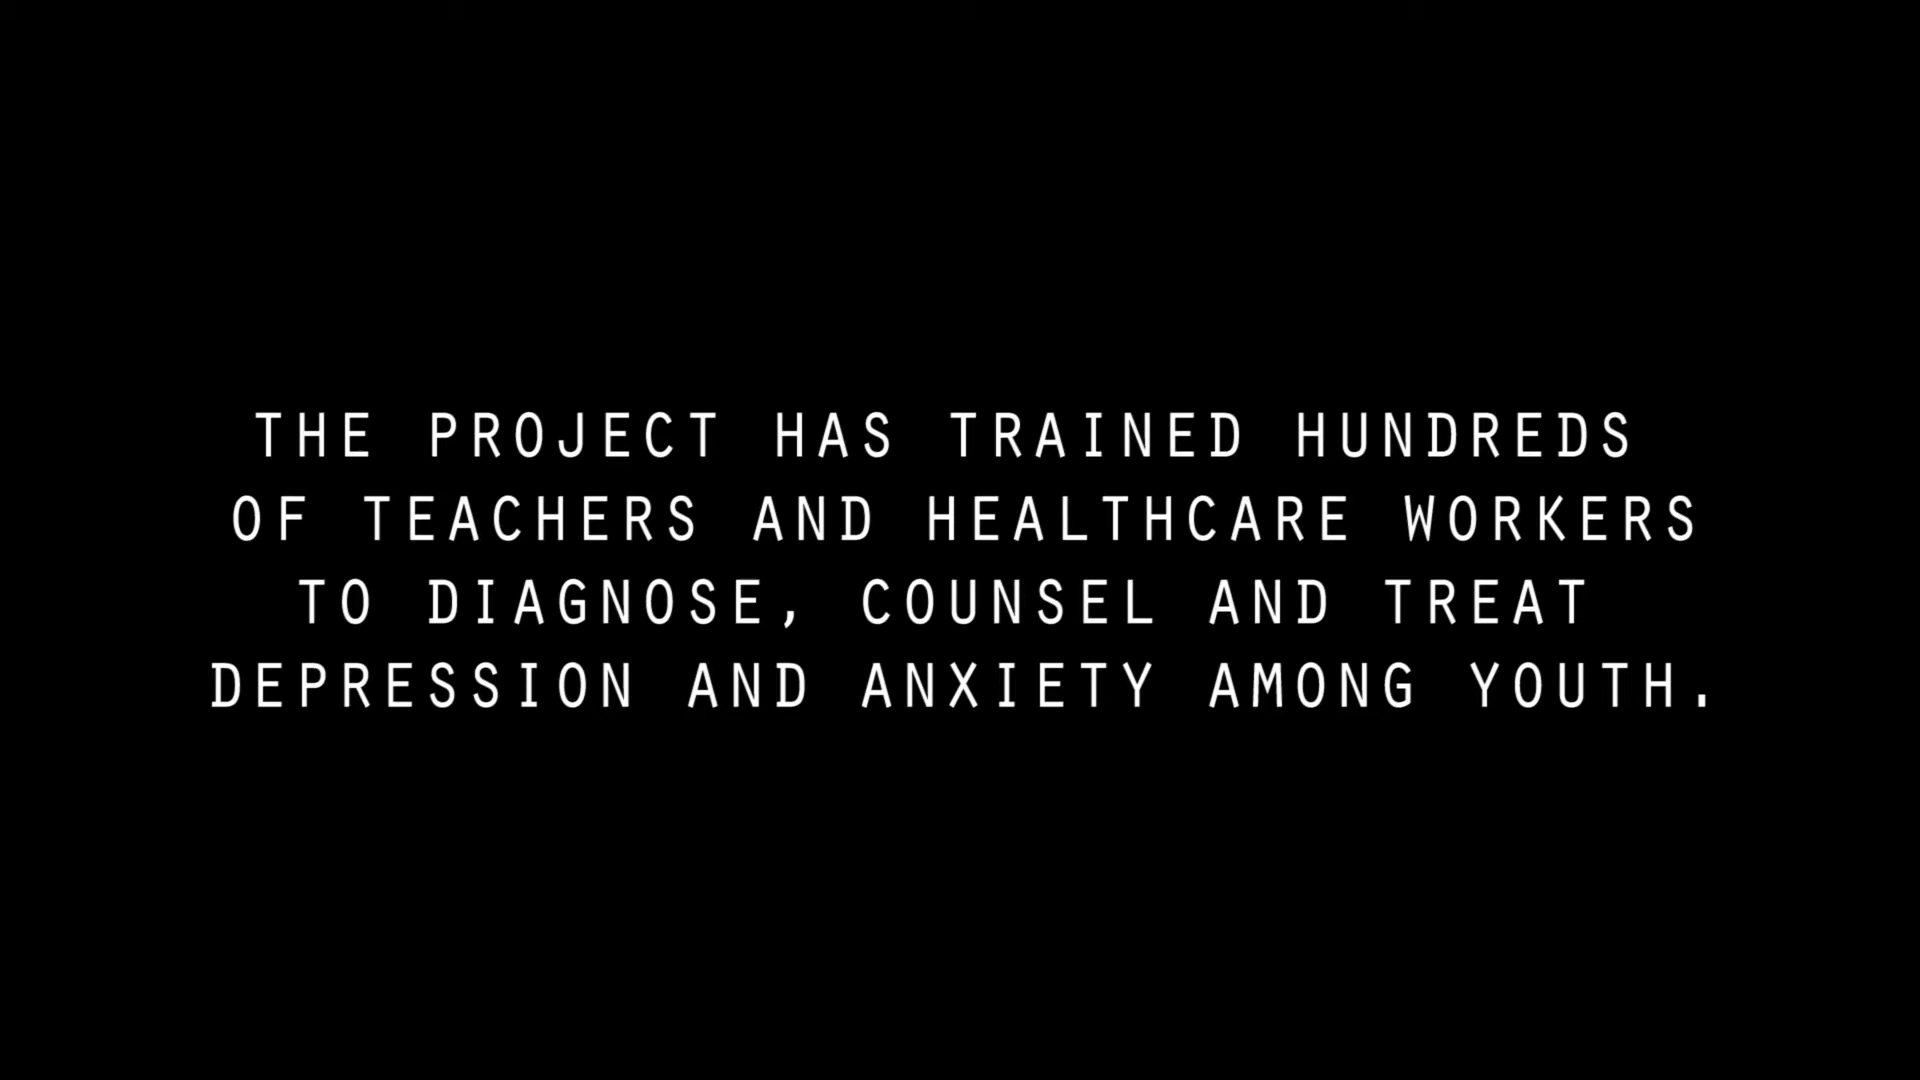 THE PROJECT HAS TRAINED HUNDREDS
OF TEACHERS AND HEALTHCARE WORKERS
TO DIAGNOSE, COUNSEL AND TREAT
DEPRESSION AND ANXIETY AMONG YOUTH.